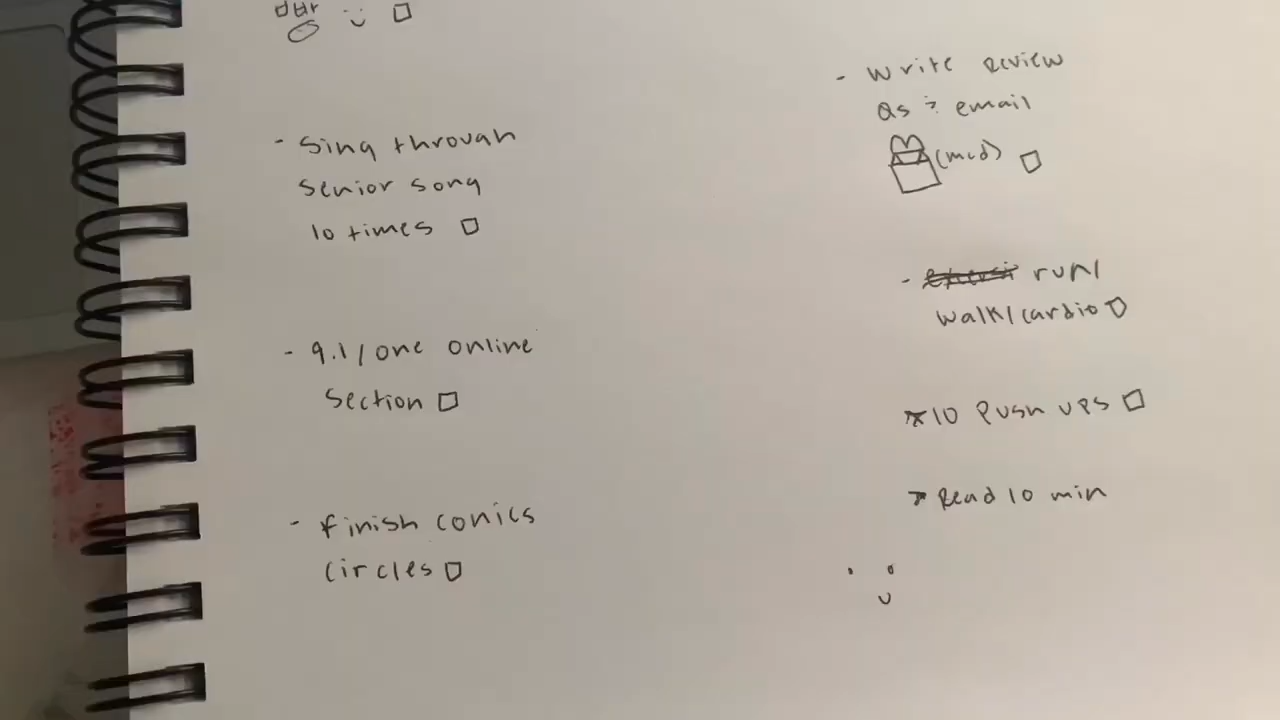 - Sing through
senior song
10 times
- 9.1/one online
section
- finish conics
circles
- write review
Qs & email
(mcd)
- run/
walk/cardio
10 push ups
Read 10 min